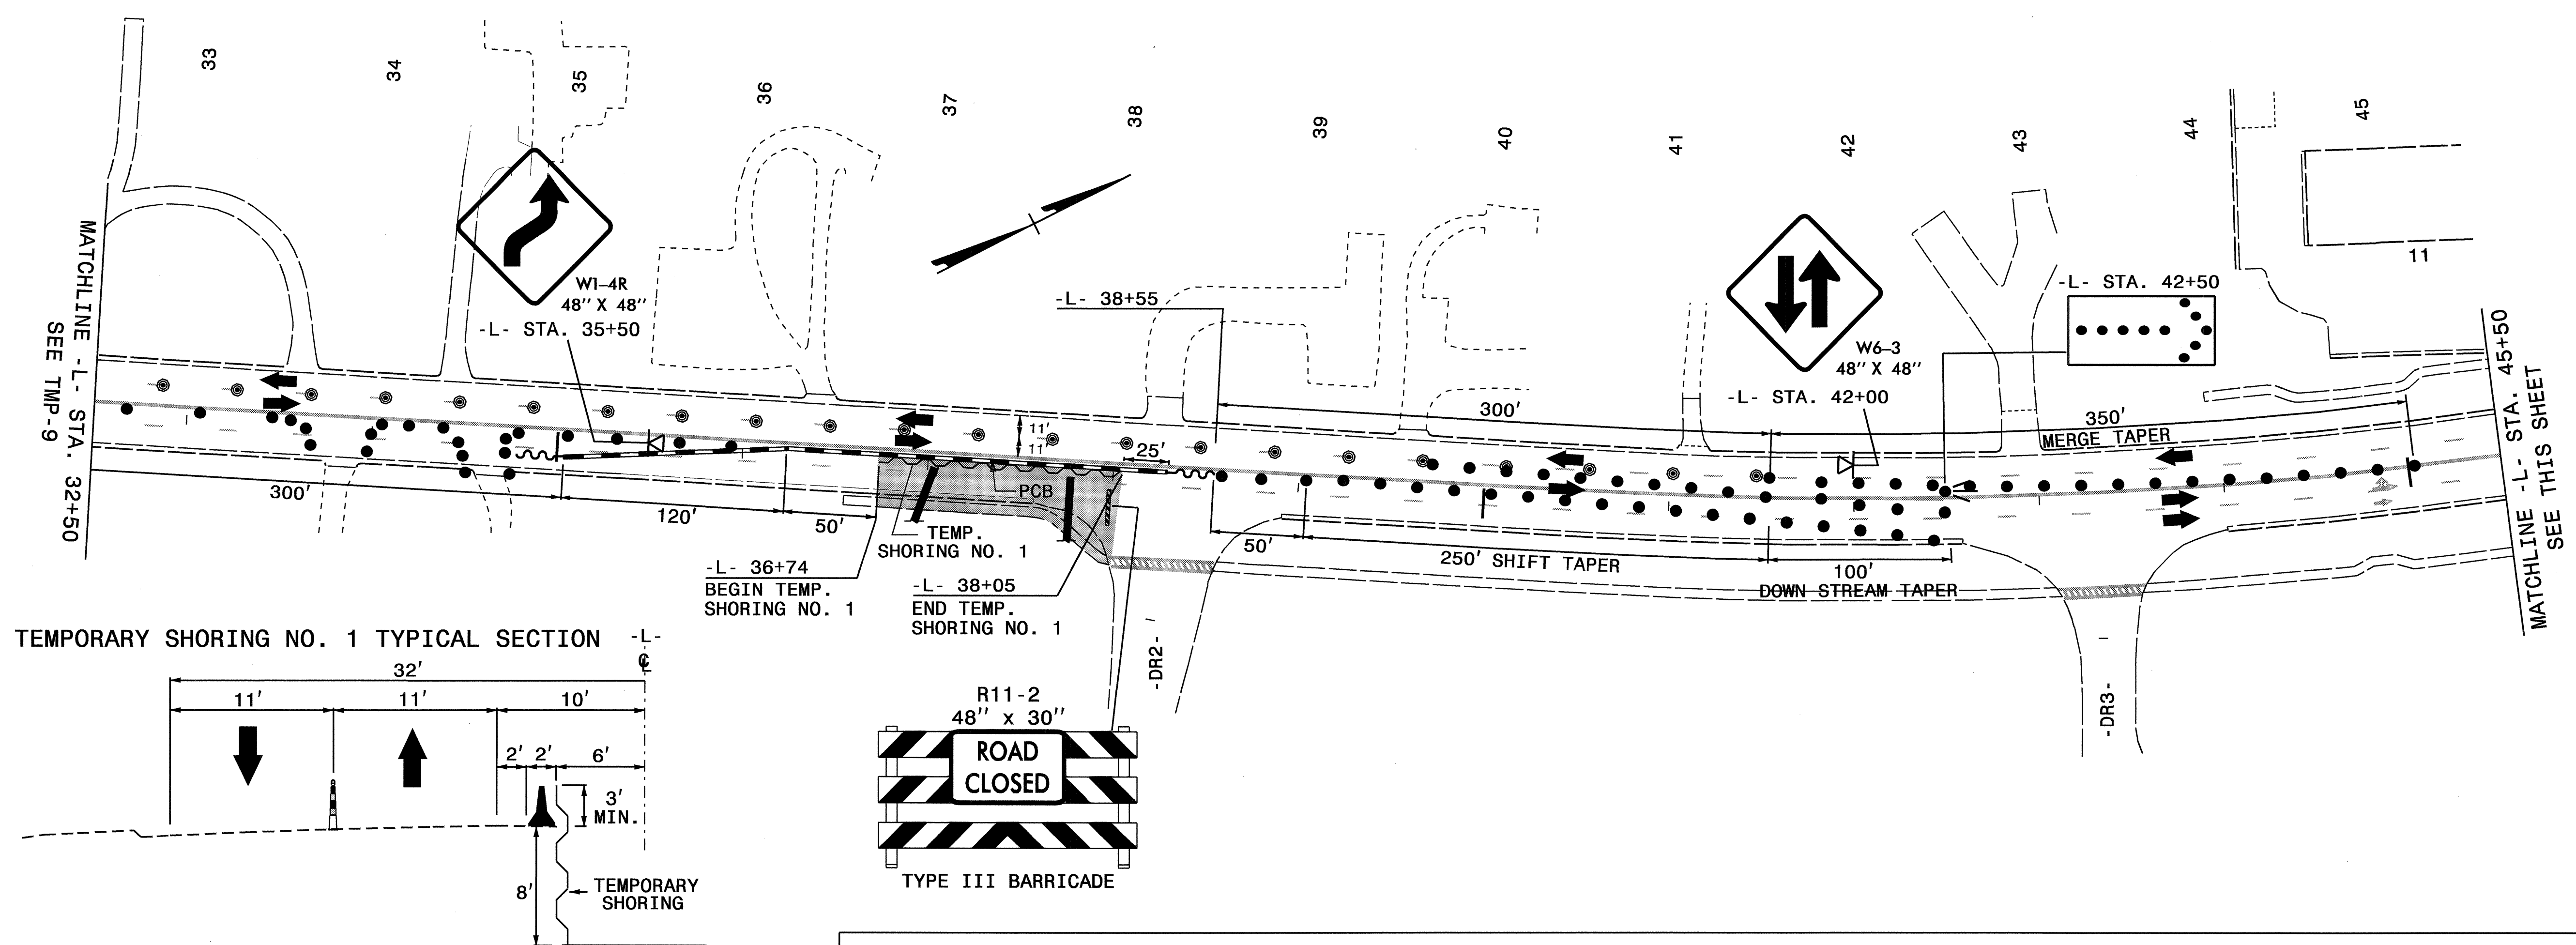 33
34
35
36
37
38
39
40
41
42
43
44
45
MATCHLINE -L- STA. 32+50
SEE TMP-9
W1-4R
48" X 48"
-L- STA. 35+50
-L- 38+55
W6-3
48" X 48"
-L- STA. 42+00
-L- STA. 42+50
11
MATCHLINE -L- STA. 45+50
SEE THIS SHEET
300'
350'
MERGE TAPER
11'
11'
25'
PCB
300'
120'
50'
TEMP.
SHORING NO. 1
50'
250' SHIFT TAPER
100'
DOWN STREAM TAPER
-L- 36+74
BEGIN TEMP.
SHORING NO. 1
-L- 38+05
END TEMP.
SHORING NO. 1
-DR2-
-DR3-
TEMPORARY SHORING NO. 1 TYPICAL SECTION
-L-
℄
32'
11'
11'
10'
2'
2'
6'
3'
MIN.
8'
TEMPORARY
SHORING
R11-2
48" x 30"
ROAD
CLOSED
TYPE III BARRICADE